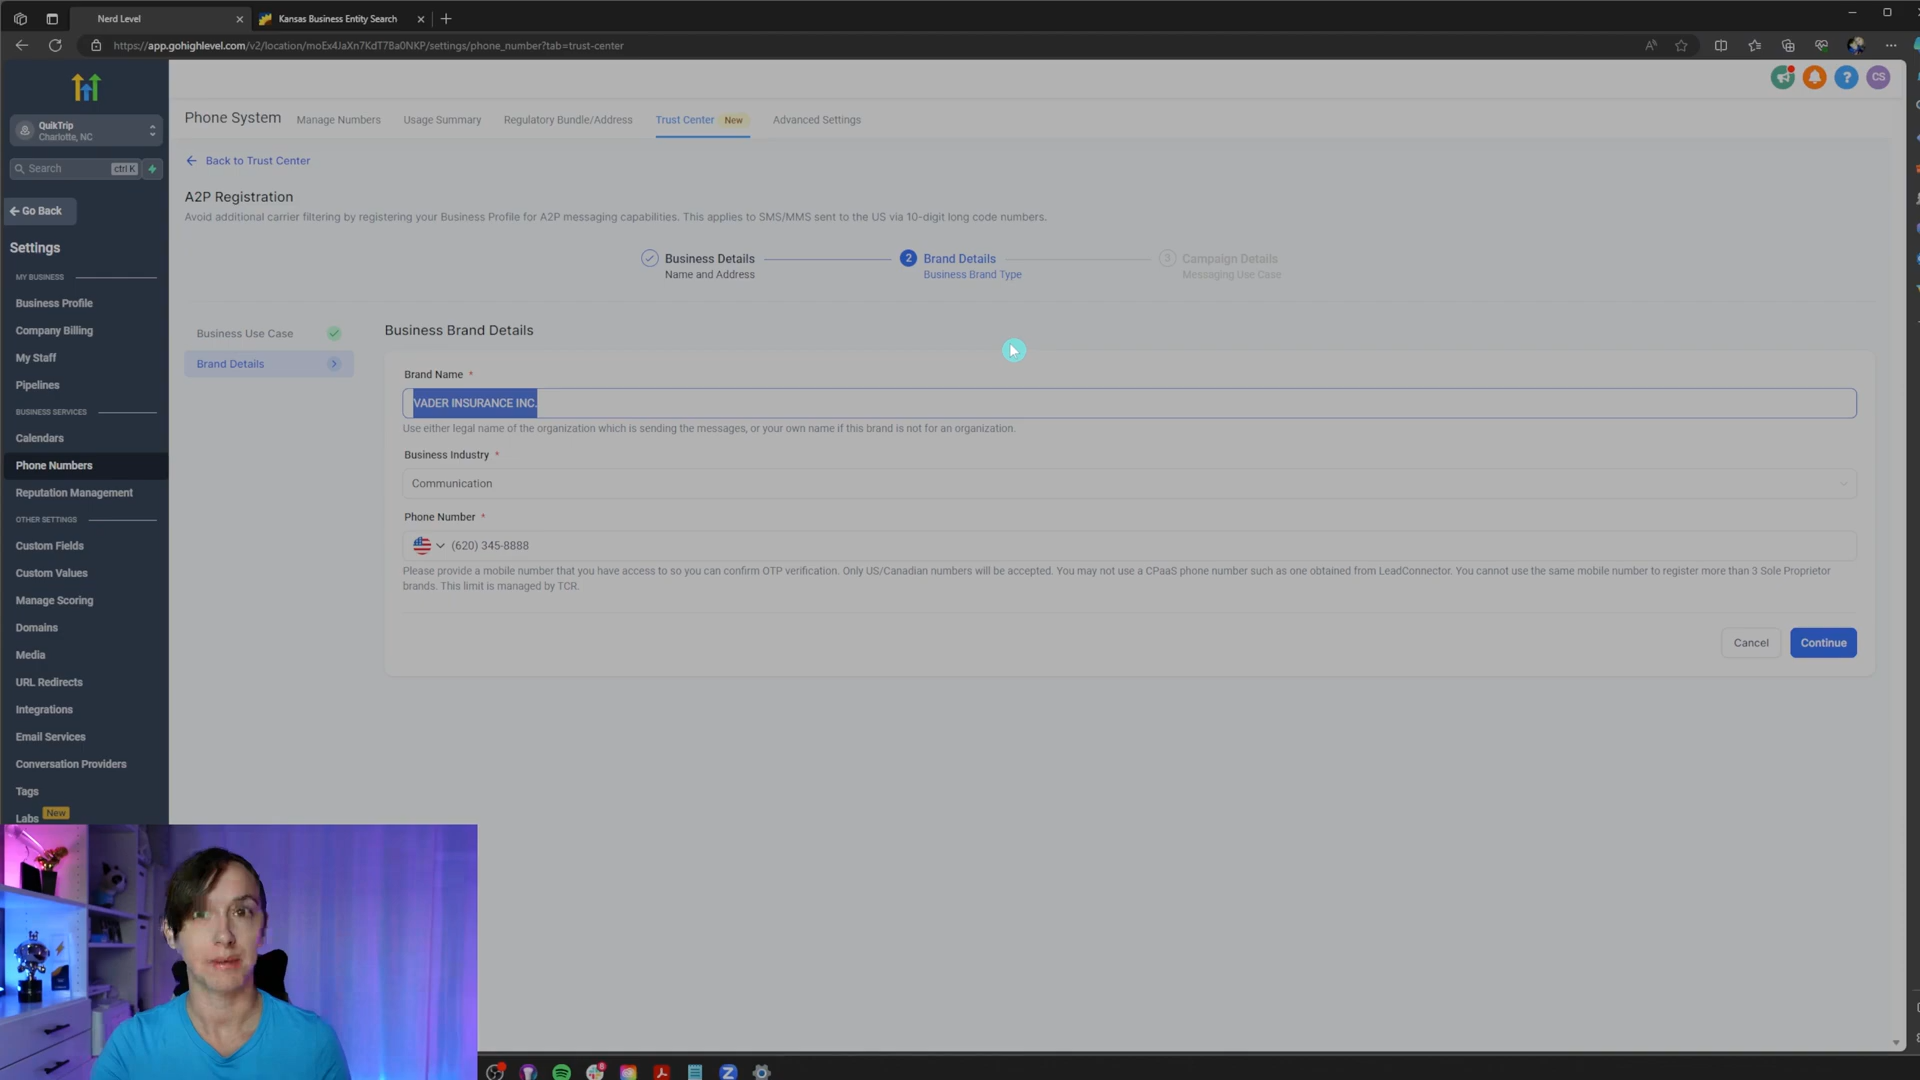 Nerd Level
Kansas Business Entity Search
https://app.gohighlevel.com/v2/location/moEx4JaXn7KdT7Ba0NKP/settings/phone_number?tab=trust-center
QuikTrip
Charlotte, NC
Search ctrl K
Go Back
Settings
MY BUSINESS
Business Profile
Company Billing
My Staff
Pipelines
BUSINESS SERVICES
Calendars
Phone Numbers
Reputation Management
OTHER SETTINGS
Custom Fields
Custom Values
Manage Scoring
Domains
Media
URL Redirects
Integrations
Email Services
Conversation Providers
Tags
Labs New
CS
Phone System Manage Numbers Usage Summary Regulatory Bundle/Address Trust Center New Advanced Settings
Back to Trust Center
A2P Registration
Avoid additional carrier filtering by registering your Business Profile for A2P messaging capabilities. This applies to SMS/MMS sent to the US via 10-digit long code numbers.
Business Details 2 Brand Details 3 Campaign Details
Name and Address Business Brand Type Messaging Use Case
Business Use Case
Brand Details
Business Brand Details
Brand Name *
VADER INSURANCE INC.
Use either legal name of the organization which is sending the messages, or your own name if this brand is not for an organization.
Business Industry *
Communication
Phone Number *
(620) 345-8888
Please provide a mobile number that you have access to so you can confirm OTP verification. Only US/Canadian numbers will be accepted. You may not use a CPaaS phone number such as one obtained from LeadConnector. You cannot use the same mobile number to register more than 3 Sole Proprietor
brands. This limit is managed by TCR.
Cancel Continue